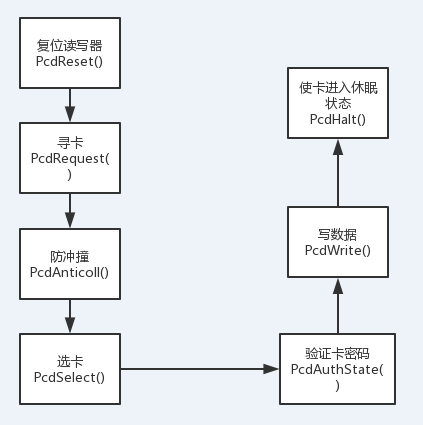 复位读写器
PcdReset()
寻卡
PcdRequest(
)
防冲撞
PcdAnticoll()
选卡
PcdSelect()
验证卡密码
PcdAuthState(
)
写数据
PcdWrite()
使卡进入休眠
状态
PcdHalt()